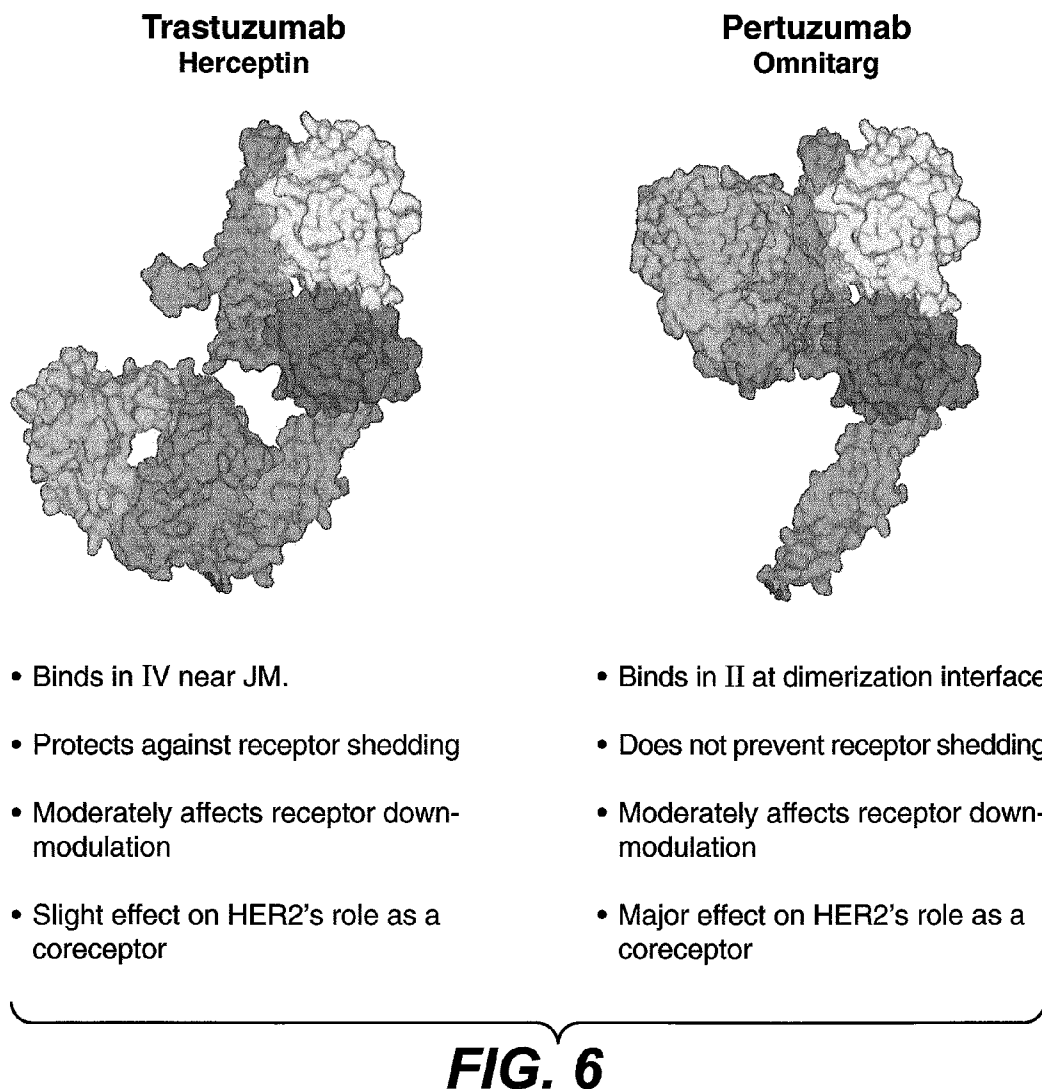 Trastuzumab
Herceptin
• Binds in IV near JM.
• Protects against receptor shedding
• Moderately affects receptor down-
modulation
• Slight effect on HER2's role as a
coreceptor
Pertuzumab
Omnitarg
• Binds in II at dimerization interface
• Does not prevent receptor shedding
• Moderately affects receptor down-
modulation
• Major effect on HER2's role as a
coreceptor
FIG. 6